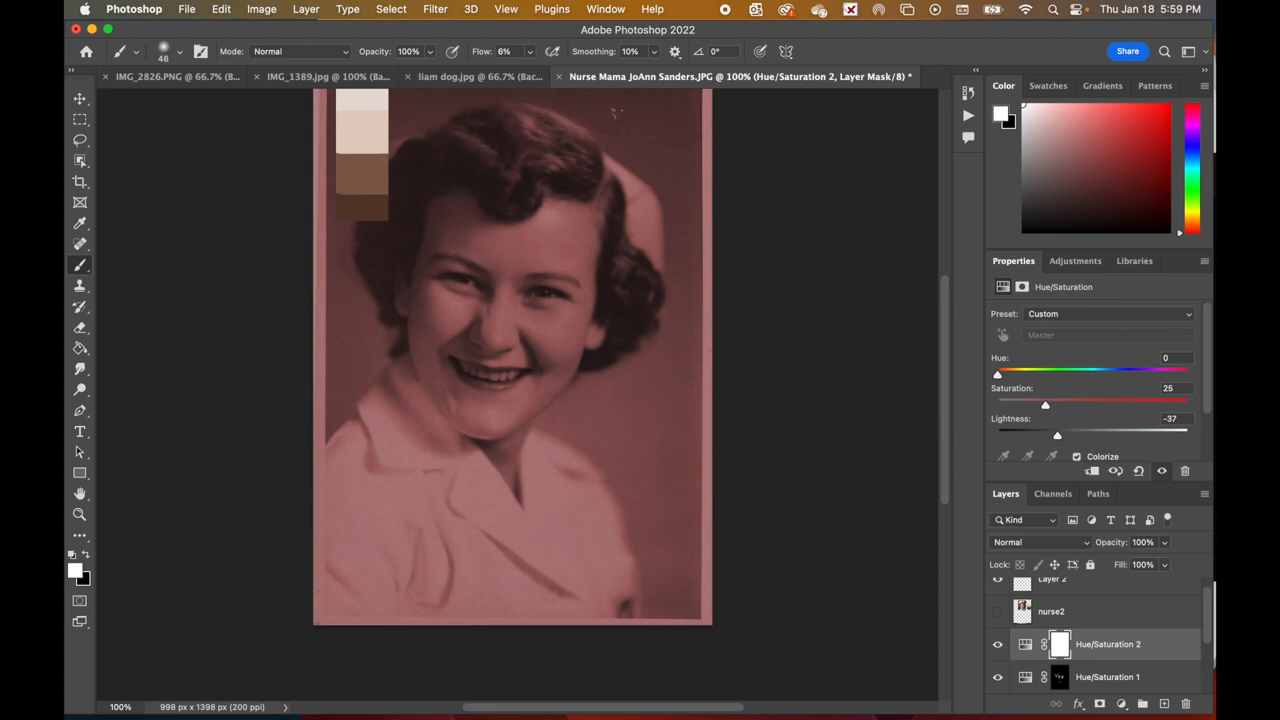 Photoshop File Edit Image Layer Type Select Filter 3D View Plugins Window Help Thu Jan 18 5:59 PM
Adobe Photoshop 2022
Mode: Normal Opacity: 100% Flow: 6% Smoothing: 10% 0° Share
46
IMG_2826.PNG @ 66.7% (B... IMG_1389.jpg @ 100% (Ba... liam dog.jpg @ 66.7% (Bac... Nurse Mama JoAnn Sanders.JPG @ 100% (Hue/Saturation 2, Layer Mask/8) *
Color Swatches Gradients Patterns
Properties Adjustments Libraries
Hue/Saturation
Preset: Custom
Master
Hue: 0
Saturation: 25
Lightness: -37
Colorize
Layers Channels Paths
Kind
Normal Opacity: 100%
Lock: Fill: 100%
Layer 2
nurse2
Hue/Saturation 2
Hue/Saturation 1
100% 998 px x 1398 px (200 ppi)